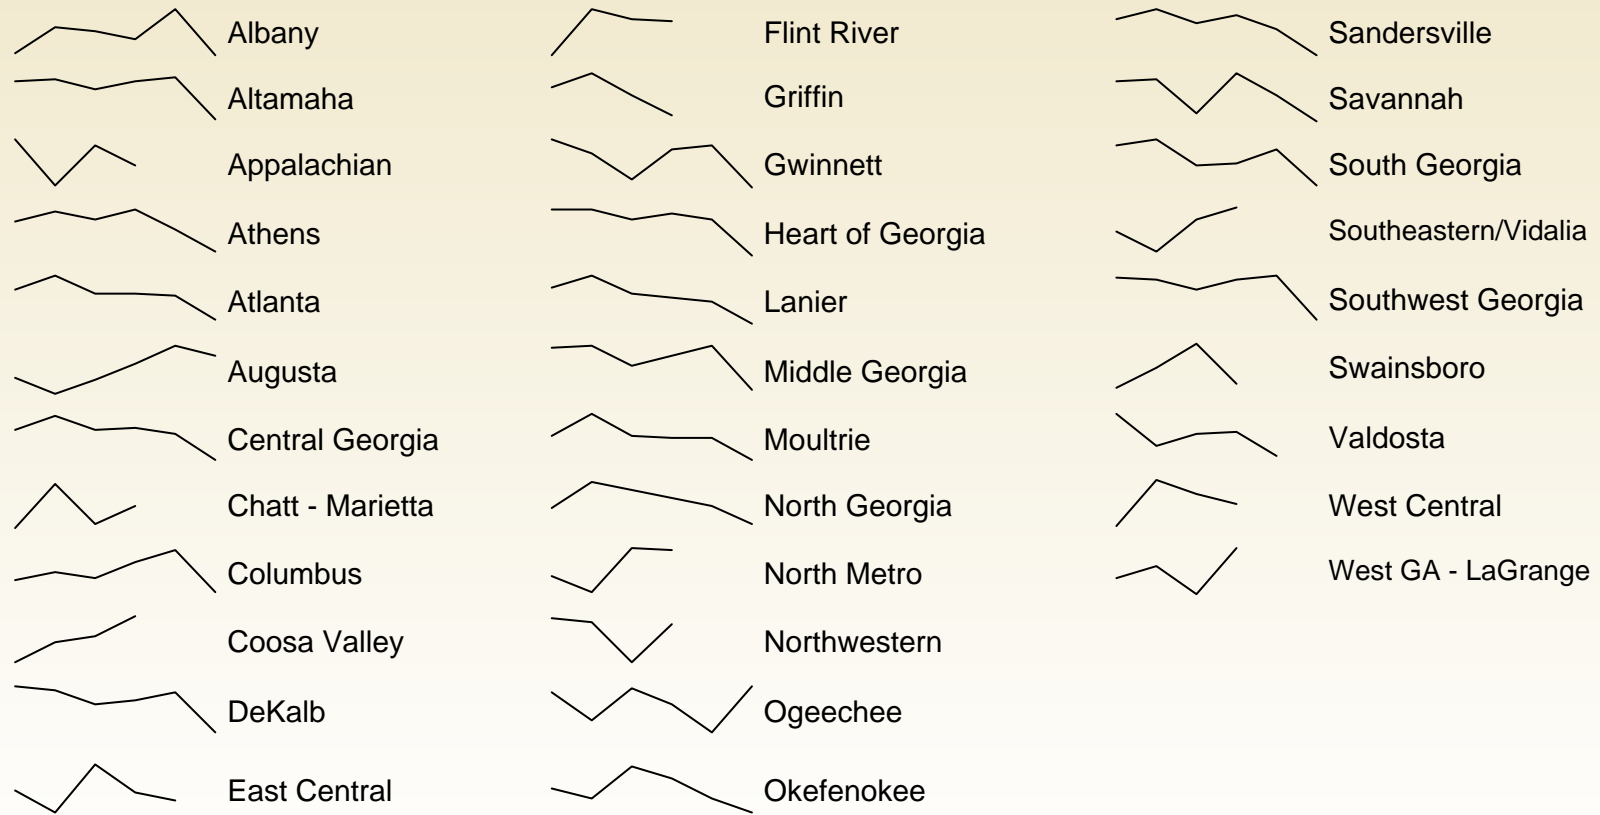 Albany
Altamaha
Appalachian
Athens
Atlanta
Augusta
Central Georgia
Chatt - Marietta
Columbus
Coosa Valley
DeKalb
East Central
Flint River
Griffin
Gwinnett
Heart of Georgia
Lanier
Middle Georgia
Moultrie
North Georgia
North Metro
Northwestern
Ogeechee
Okefenokee
Sandersville
Savannah
South Georgia
Southeastern/Vidalia
Southwest Georgia
Swainsboro
Valdosta
West Central
West GA - LaGrange